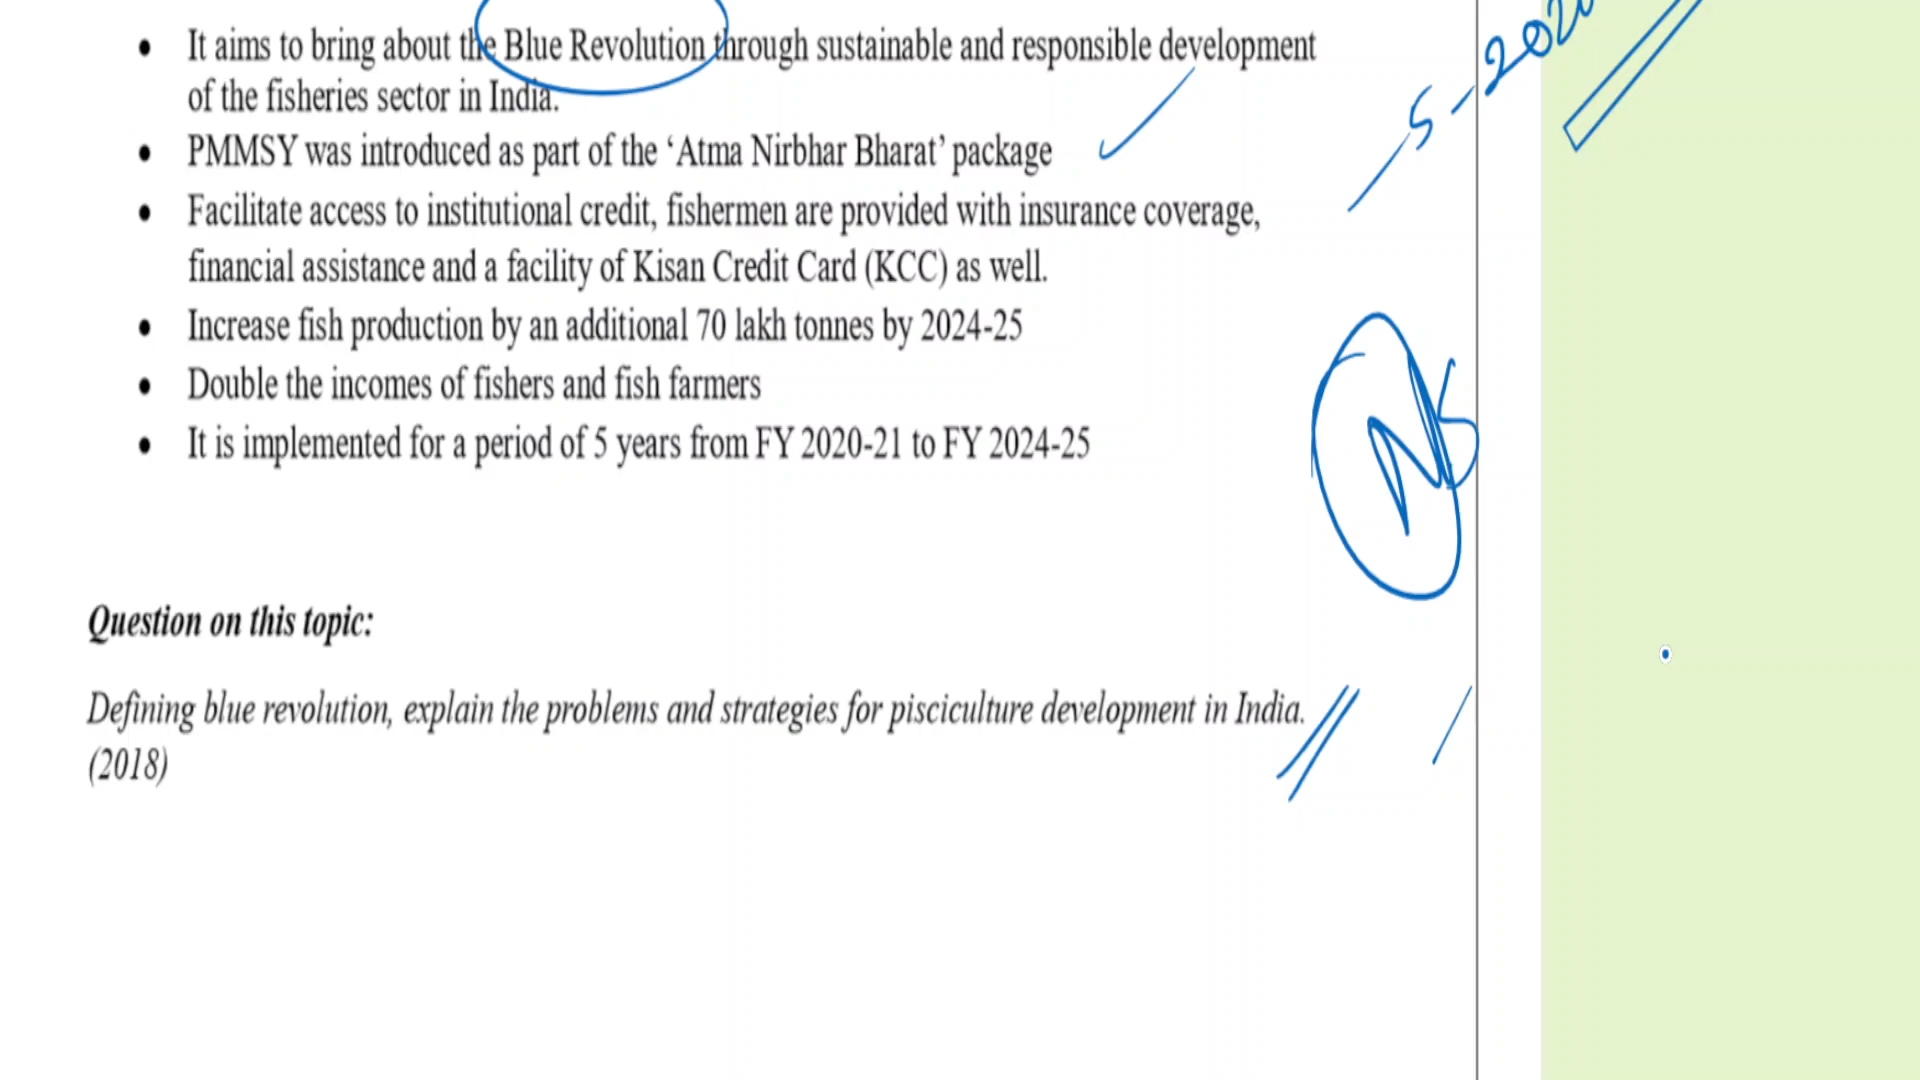 • It aims to bring about the Blue Revolution through sustainable and responsible development
of the fisheries sector in India.
• PMMSY was introduced as part of the ‘Atma Nirbhar Bharat’ package
• Facilitate access to institutional credit, fishermen are provided with insurance coverage,
financial assistance and a facility of Kisan Credit Card (KCC) as well.
• Increase fish production by an additional 70 lakh tonnes by 2024-25
• Double the incomes of fishers and fish farmers
• It is implemented for a period of 5 years from FY 2020-21 to FY 2024-25
Question on this topic:
Defining blue revolution, explain the problems and strategies for pisciculture development in India.
(2018)